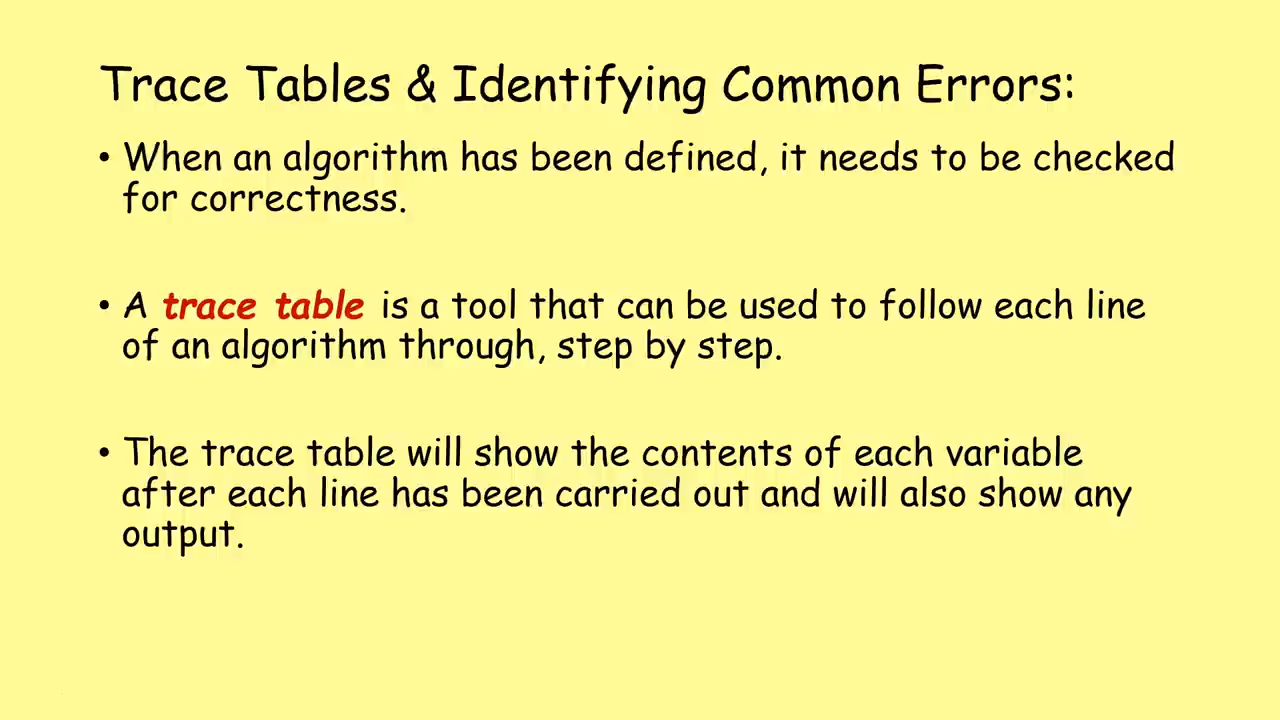 Trace Tables & Identifying Common Errors:
• When an algorithm has been defined, it needs to be checked
for correctness.
• A trace table is a tool that can be used to follow each line
of an algorithm through, step by step.
• The trace table will show the contents of each variable
after each line has been carried out and will also show any
output.